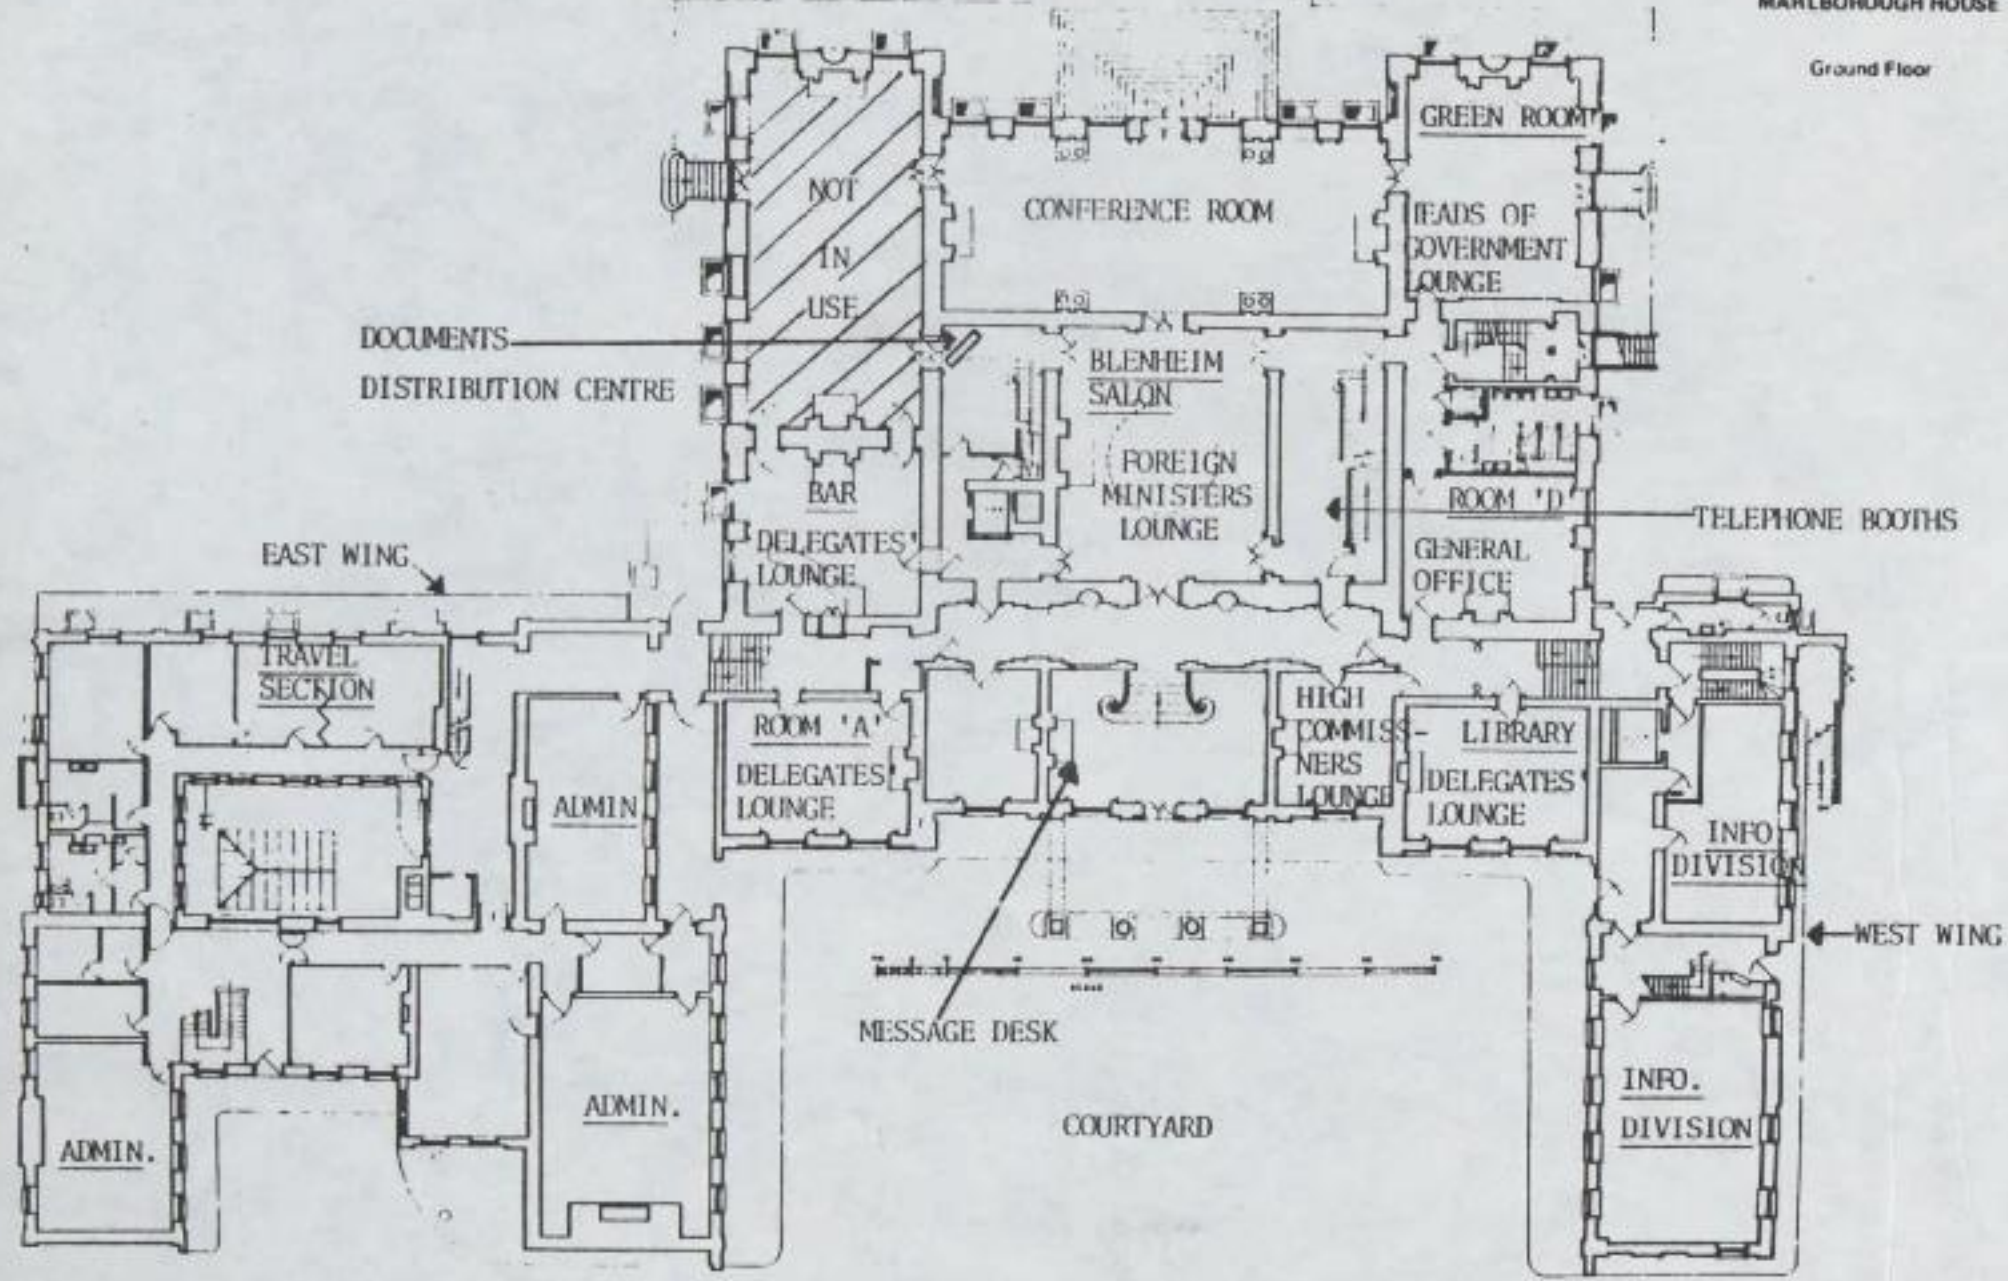 MARLBOROUGH HOUSE
Ground Floor
GREEN ROOM
NOT
IN
USE
CONFERENCE ROOM
HEADS OF
GOVERNMENT
LOUNGE
DOCUMENTS
DISTRIBUTION CENTRE
BLENHEIM
SALON
FOREIGN
MINISTERS
LOUNGE
BAR
DELEGATES'
LOUNGE
ROOM 'D'
GENERAL
OFFICE
TELEPHONE BOOTHS
EAST WING
TRAVEL
SECTION
ADMIN
ROOM 'A'
DELEGATES'
LOUNGE
HIGH
COMMISS-
NERS
LOUNGE
LIBRARY
DELEGATES'
LOUNGE
INFO
DIVISION
WEST WING
MESSAGE DESK
COURTYARD
ADMIN.
ADMIN.
INFO.
DIVISION